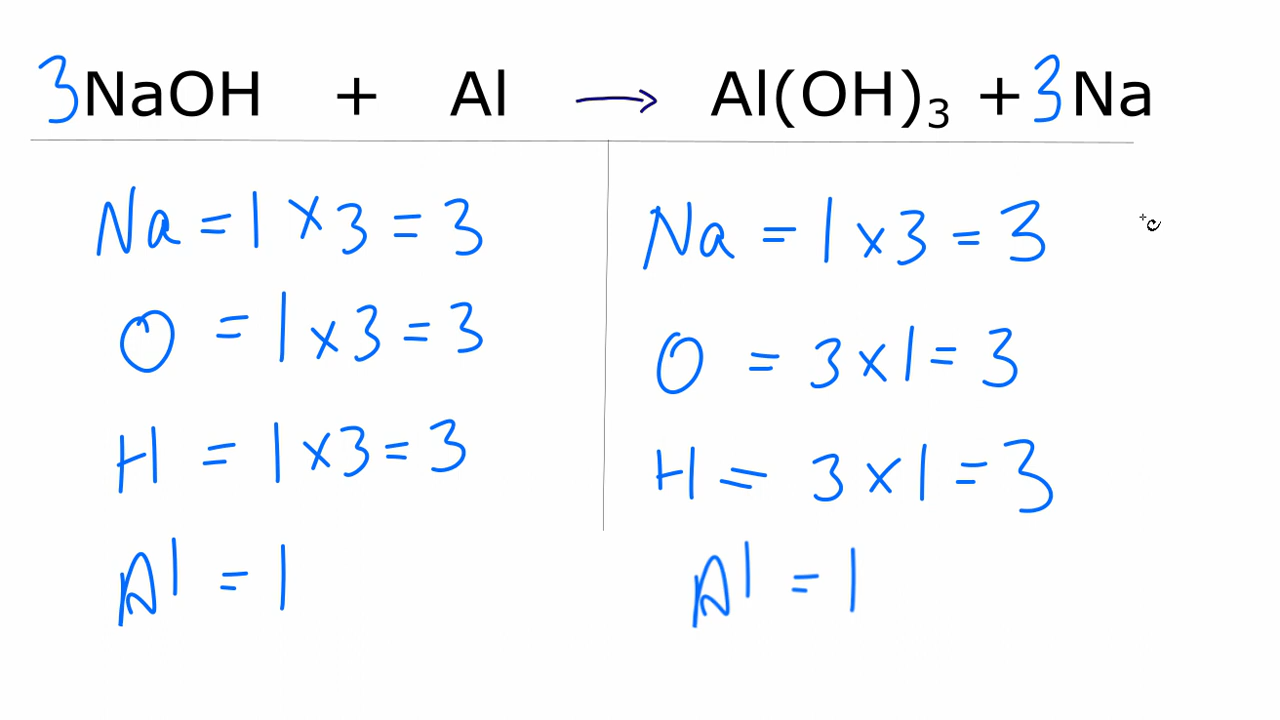 3NaOH + Al → Al(OH)₃ + 3Na
Na = 1 × 3 = 3
O = 1 × 3 = 3
H = 1 × 3 = 3
Al = 1
Na = 1 × 3 = 3
O = 3 × 1 = 3
H = 3 × 1 = 3
Al = 1